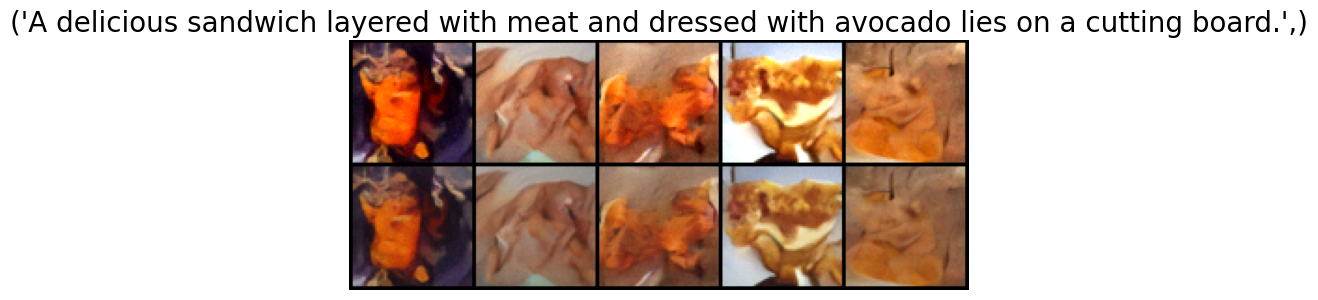 ('A delicious sandwich layered with meat and dressed with avocado lies on a cutting board.',)